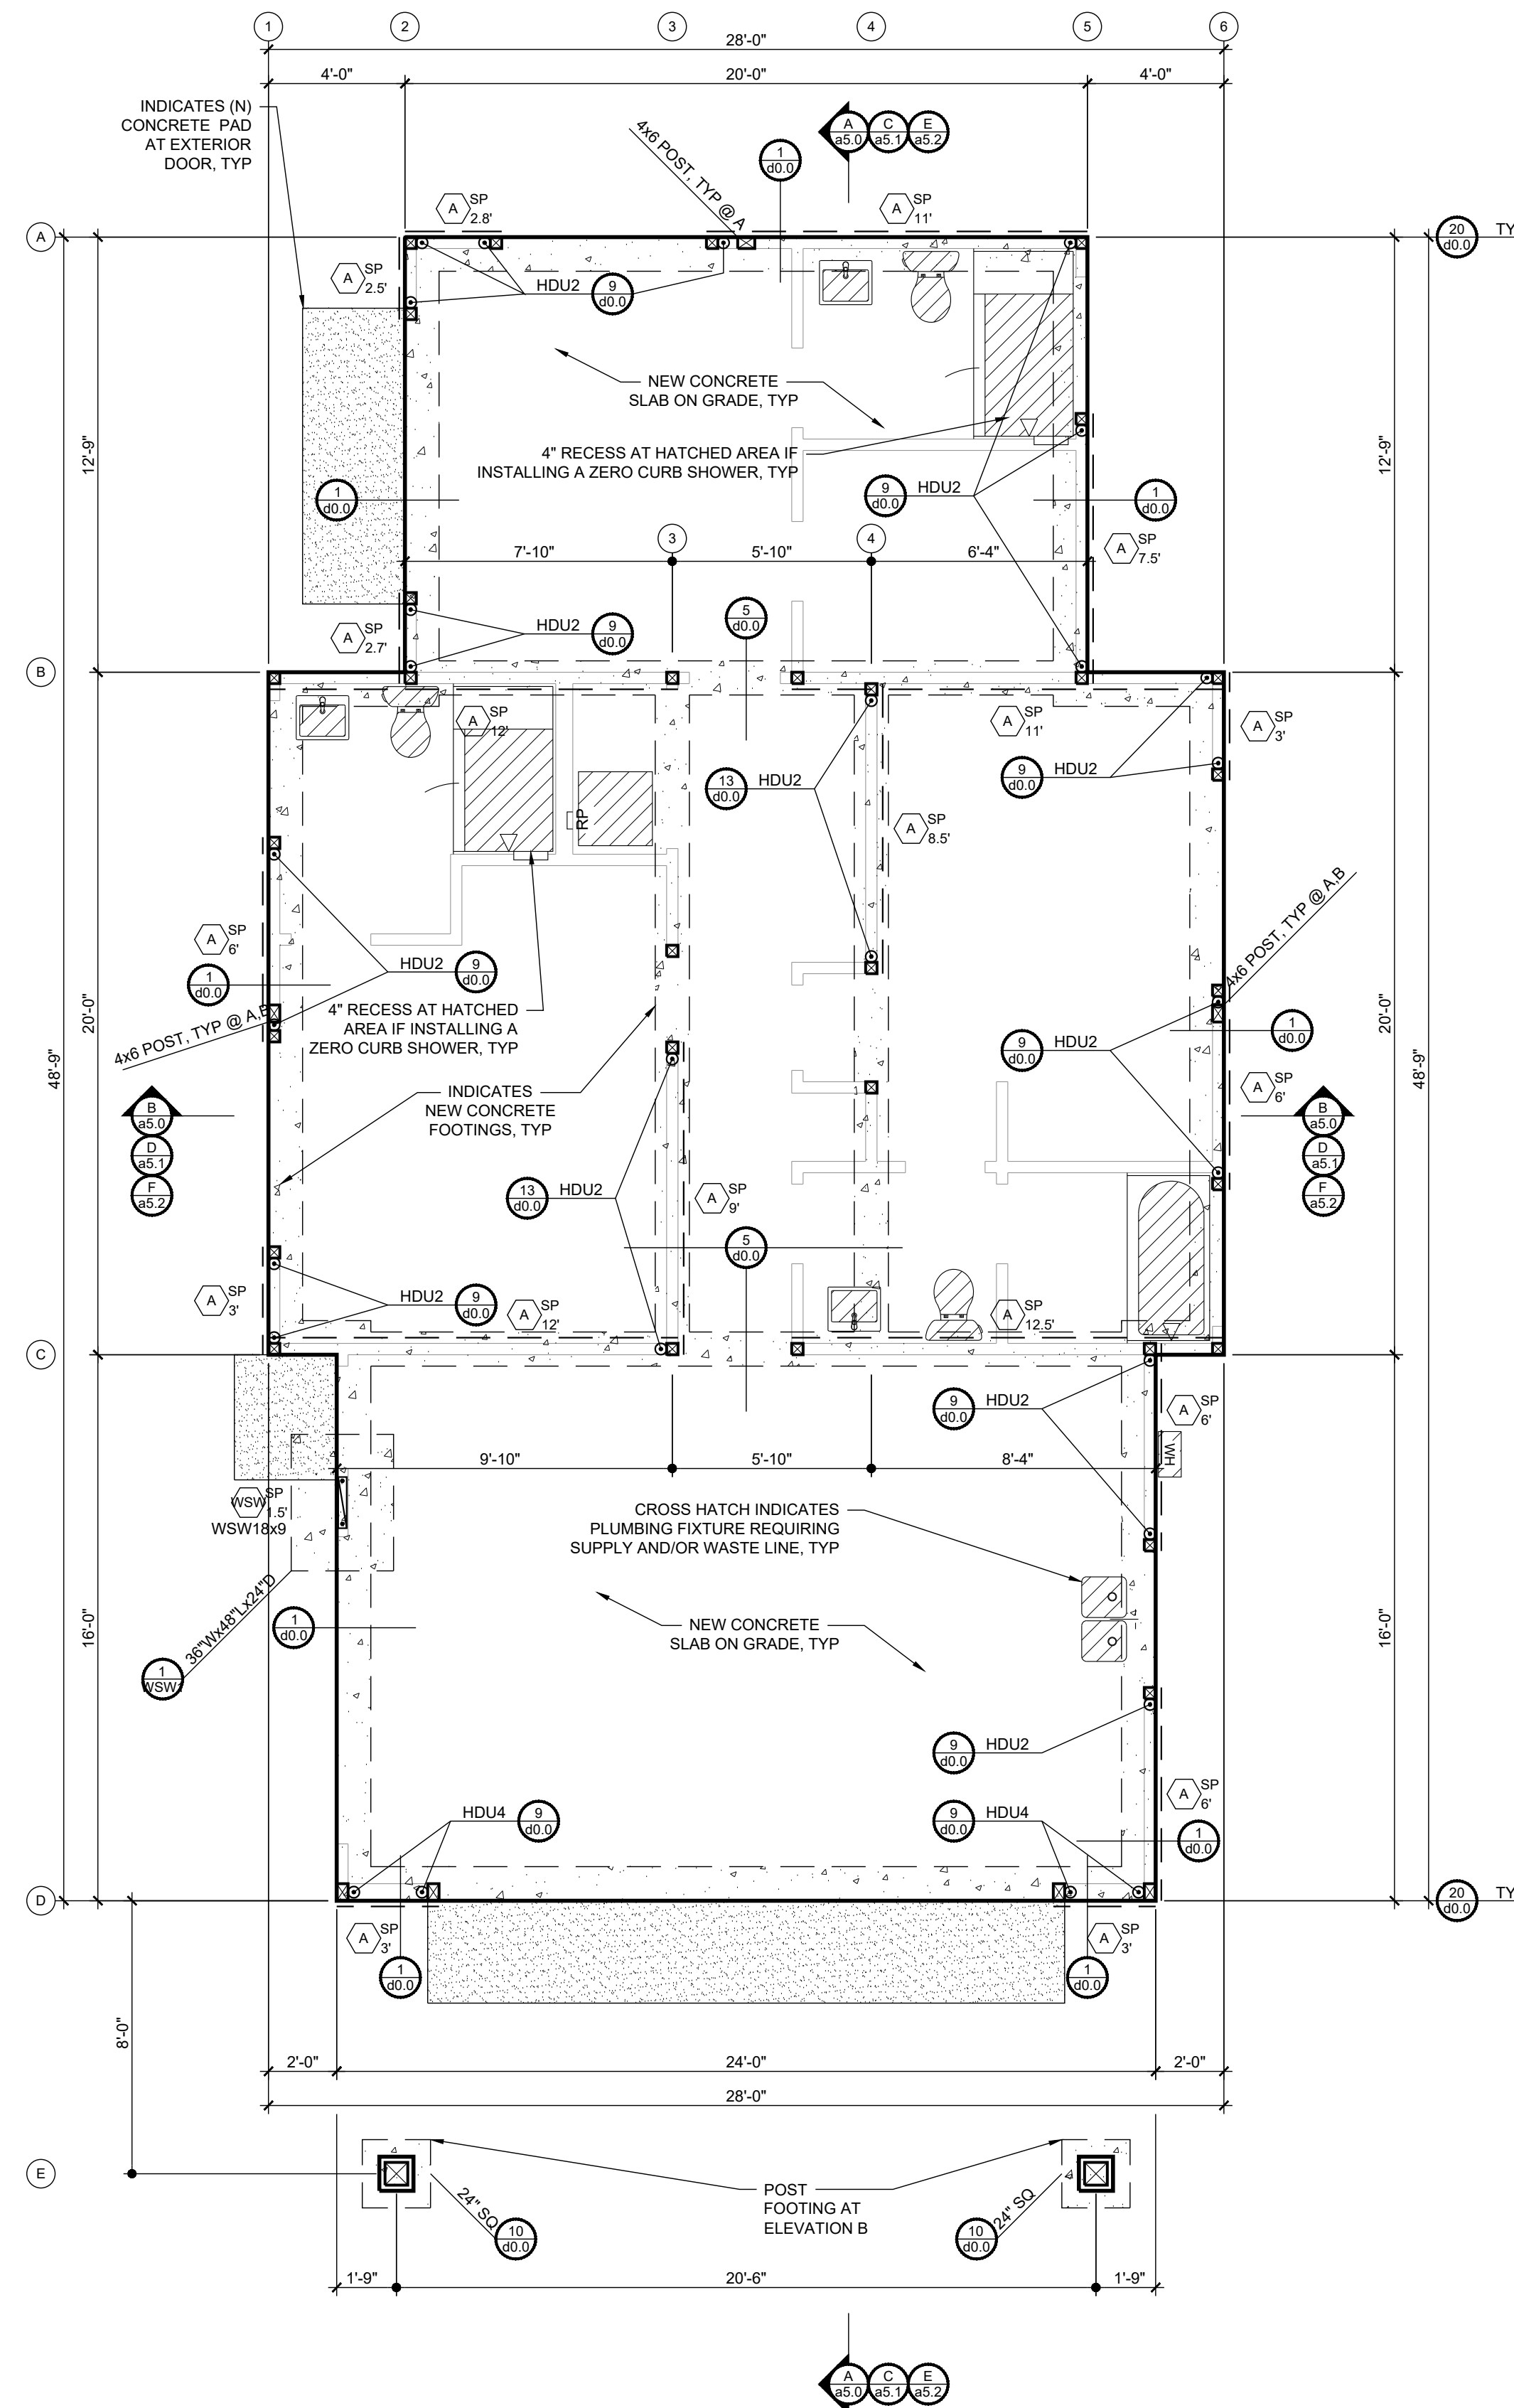 1
2
3
4
5
6
28'-0"
4'-0"
20'-0"
4'-0"
INDICATES (N)
CONCRETE PAD
AT EXTERIOR
DOOR, TYP
4x6 POST, TYP @ A
1
d0.0
A
a5.0
C
a5.1
E
a5.2
A
SP
2.8'
A
SP
11'
A
20
d0.0
TY
A
SP
2.5'
HDU2
9
d0.0
NEW CONCRETE
SLAB ON GRADE, TYP
4" RECESS AT HATCHED AREA IF
INSTALLING A ZERO CURB SHOWER, TYP
12'-9"
12'-9"
1
d0.0
9
d0.0
HDU2
1
d0.0
3
4
7'-10"
5'-10"
6'-4"
A
SP
7.5'
HDU2
9
d0.0
5
d0.0
A
SP
2.7'
B
A
SP
12'
A
SP
11'
A
SP
3'
13
d0.0
HDU2
9
d0.0
HDU2
RP
A
SP
8.5'
A
SP
6'
HDU2
9
d0.0
1
d0.0
4x6 POST, TYP @ A,B
4x6 POST, TYP @ A,B
4" RECESS AT HATCHED
AREA IF INSTALLING A
ZERO CURB SHOWER, TYP
20'-0"
20'-0"
48'-9"
48'-9"
9
d0.0
HDU2
1
d0.0
INDICATES
NEW CONCRETE
FOOTINGS, TYP
A
SP
6'
B
a5.0
D
a5.1
F
a5.2
B
a5.0
D
a5.1
F
a5.2
13
d0.0
HDU2
A
SP
9'
5
d0.0
A
SP
3'
HDU2
9
d0.0
A
SP
12'
A
SP
12.5'
C
9
d0.0
HDU2
A
SP
6'
WH
9'-10"
5'-10"
8'-4"
WSW
SP
1.5'
WSW18x9
CROSS HATCH INDICATES
PLUMBING FIXTURE REQUIRING
SUPPLY AND/OR WASTE LINE, TYP
36"Wx48"Lx24"D
1
WSW1
1
d0.0
NEW CONCRETE
SLAB ON GRADE, TYP
16'-0"
16'-0"
9
d0.0
HDU2
A
SP
6'
HDU4
9
d0.0
9
d0.0
HDU4
1
d0.0
D
20
d0.0
TY
A
SP
3'
A
SP
3'
1
d0.0
1
d0.0
8'-0"
2'-0"
24'-0"
2'-0"
28'-0"
E
24" SQ
10
d0.0
POST
FOOTING AT
ELEVATION B
24" SQ
10
d0.0
1'-9"
20'-6"
1'-9"
A
a5.0
C
a5.1
E
a5.2